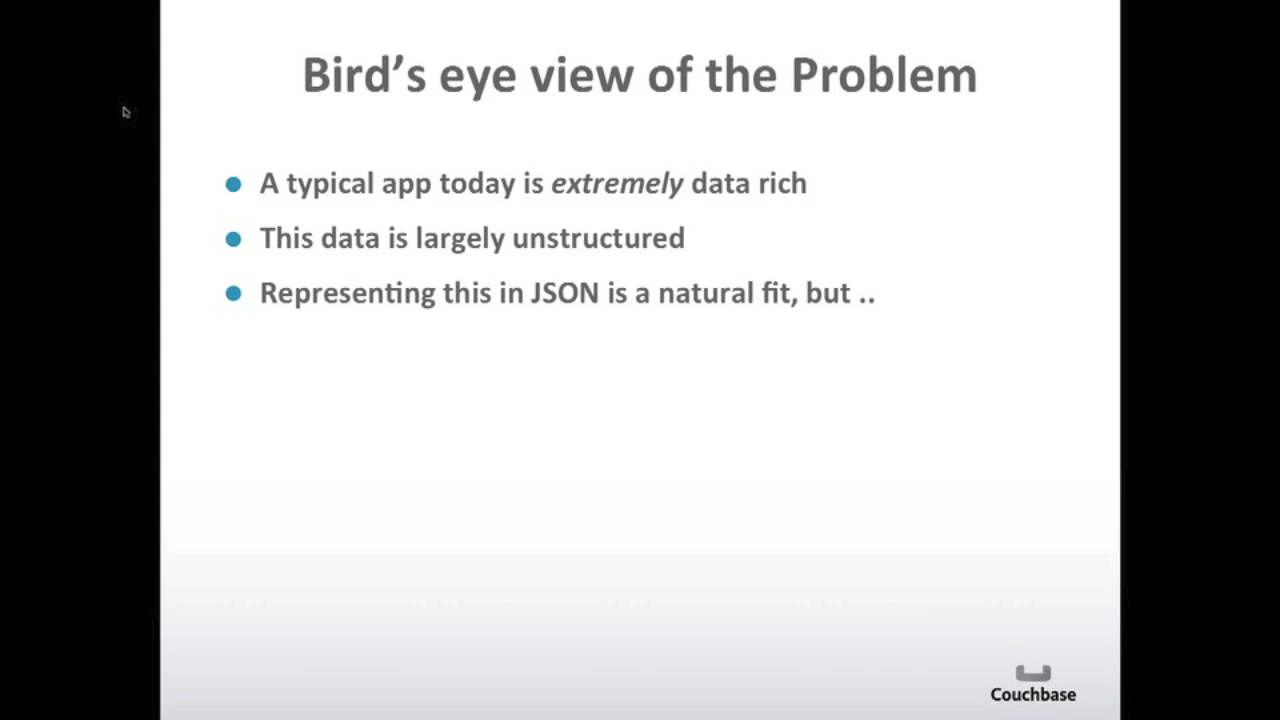 Bird’s eye view of the Problem
A typical app today is extremely data rich
This data is largely unstructured
Representing this in JSON is a natural fit, but ..
Couchbase